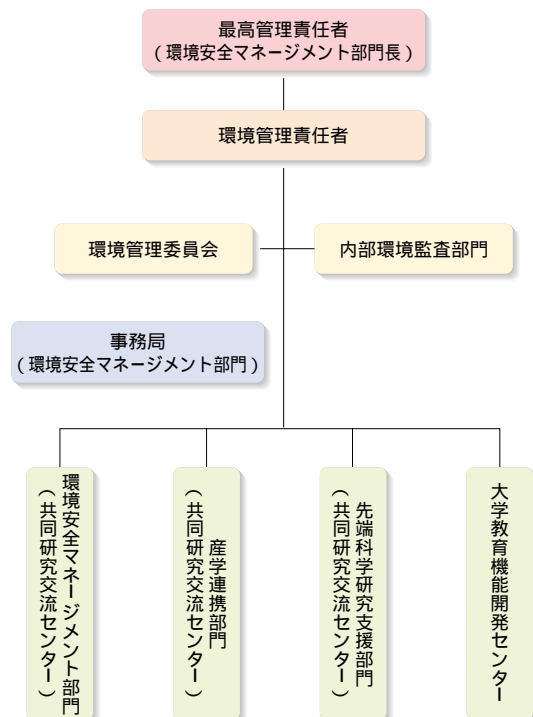 最高管理責任者
(環境安全マネージメント部門長)
環境管理責任者
環境管理委員会
内部環境監査部門
事務局
(環境安全マネージメント部門)
環境安全マネージメント部門
(共同研究交流センター)
産学連携部門
(共同研究交流センター)
先端科学研究支援部門
(共同研究交流センター)
大学教育機能開発センター